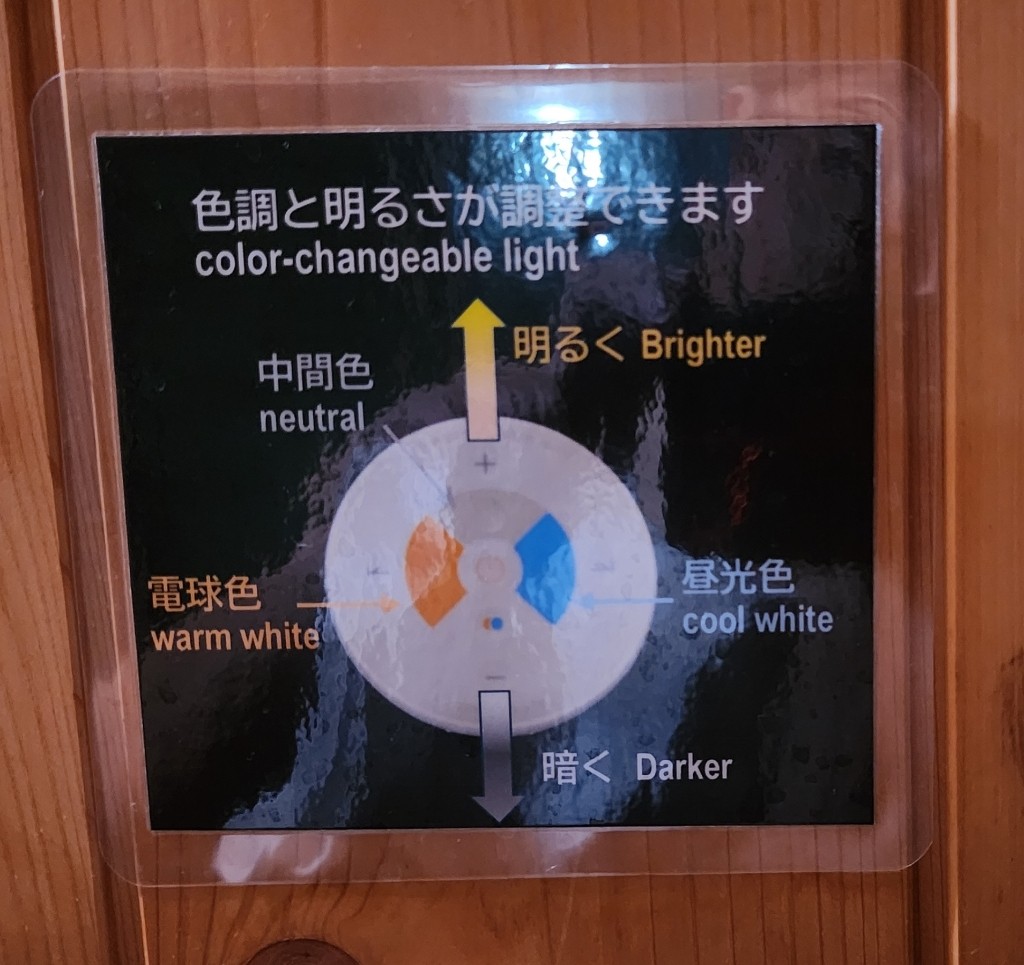 色調と明るさが調整できます
color-changeable light
明るく Brighter
中間色
neutral
+
電球色
warm white
昼光色
cool white
−
暗く Darker